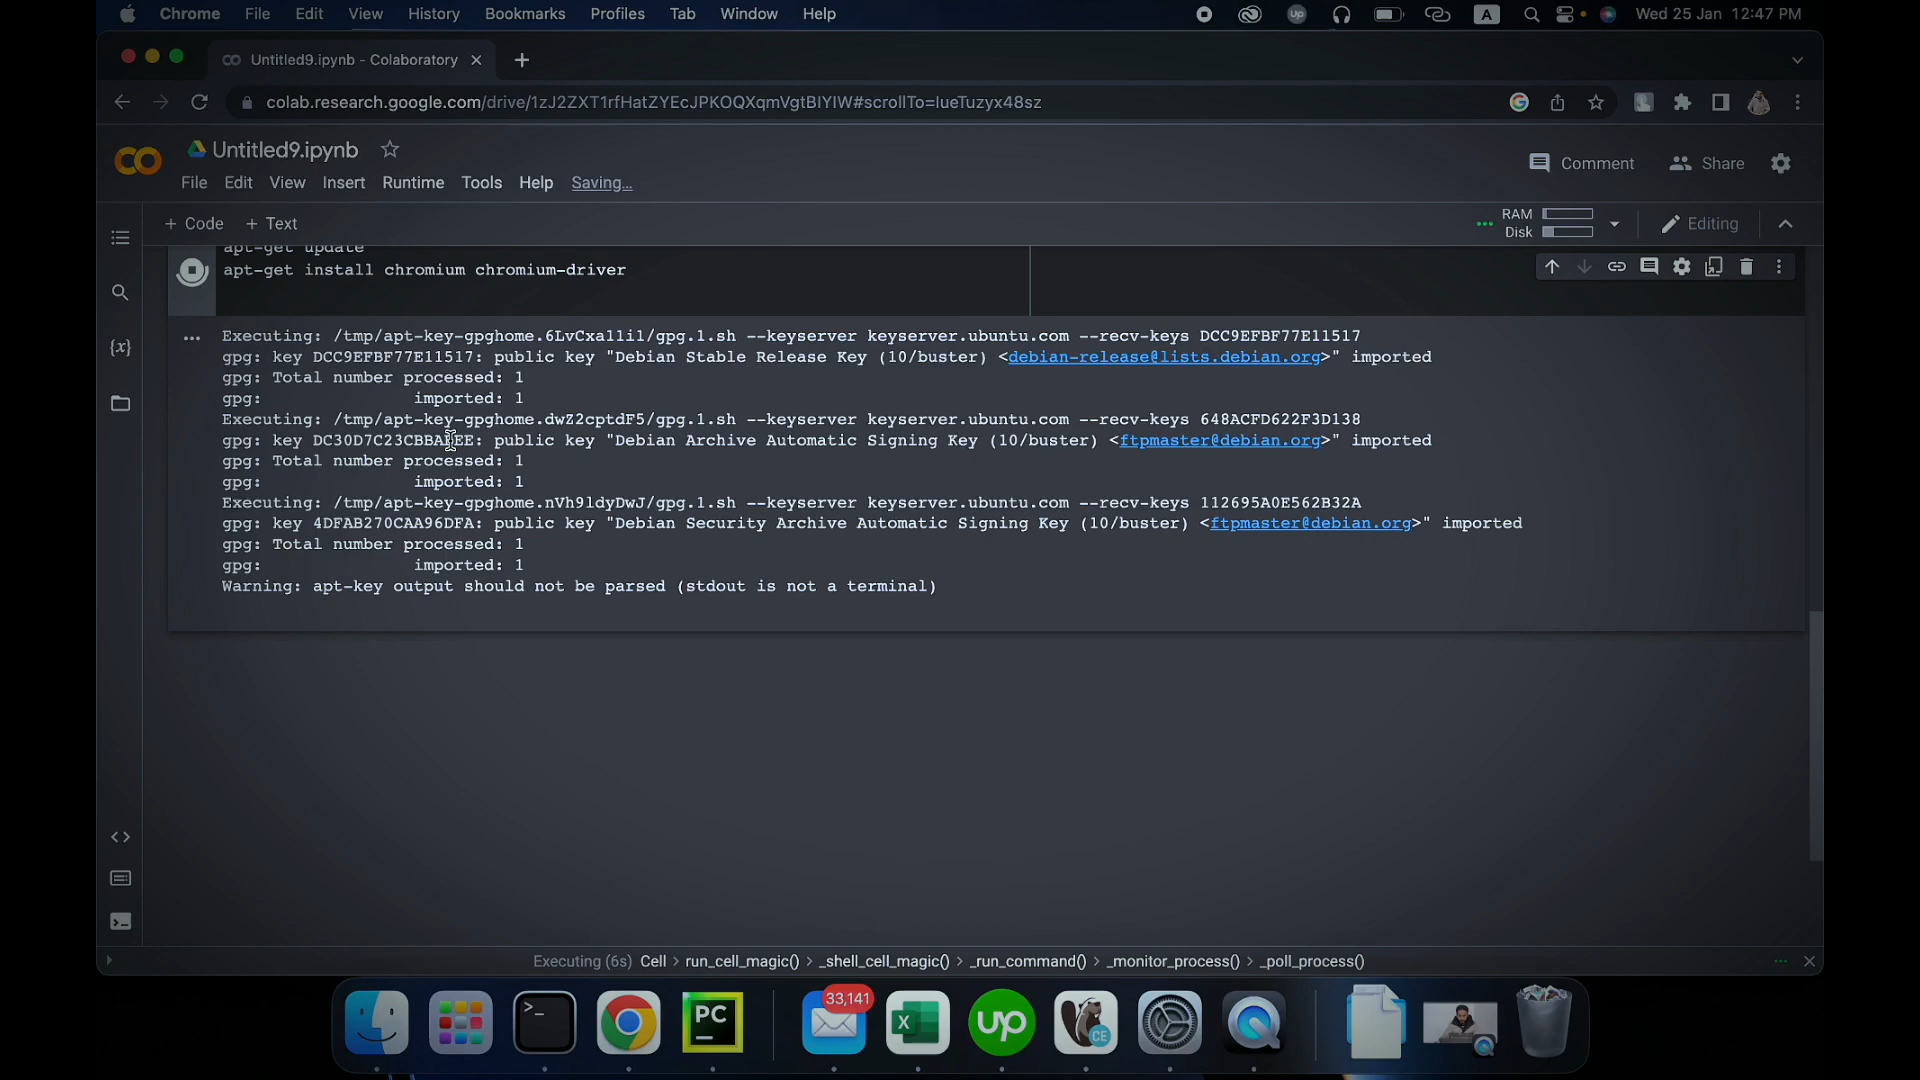 Chrome File Edit View History Bookmarks Profiles Tab Window Help
A Wed 25 Jan 12:47 PM
Untitled9.ipynb - Colaboratory
colab.research.google.com/drive/1zJ2ZXT1rfHatZYEcJPKOQXqmVgtBIYIW#scrollTo=lueTuzyx48sz
Untitled9.ipynb
Comment Share
File Edit View Insert Runtime Tools Help Saving…
+ Code + Text
RAM
Disk
Editing
apt-get update
apt-get install chromium chromium-driver
Executing: /tmp/apt-key-gpghome.6LvCxa1li1/gpg.1.sh --keyserver keyserver.ubuntu.com --recv-keys DCC9EFBF77E11517
gpg: key DCC9EFBF77E11517: public key "Debian Stable Release Key (10/buster) <debian-release@lists.debian.org>" imported
gpg: Total number processed: 1
gpg: imported: 1
Executing: /tmp/apt-key-gpghome.dwZ2cptdF5/gpg.1.sh --keyserver keyserver.ubuntu.com --recv-keys 648ACFD622F3D138
gpg: key DC30D7C23CBBABEE: public key "Debian Archive Automatic Signing Key (10/buster) <ftpmaster@debian.org>" imported
gpg: Total number processed: 1
gpg: imported: 1
Executing: /tmp/apt-key-gpghome.nVh9ldyDwJ/gpg.1.sh --keyserver keyserver.ubuntu.com --recv-keys 112695A0E562B32A
gpg: key 4DFAB270CAA96DFA: public key "Debian Security Archive Automatic Signing Key (10/buster) <ftpmaster@debian.org>" imported
gpg: Total number processed: 1
gpg: imported: 1
Warning: apt-key output should not be parsed (stdout is not a terminal)
Executing (6s) Cell > run_cell_magic() > _shell_cell_magic() > _run_command() > _monitor_process() > _poll_process()
33,141
PC
X
up
CE